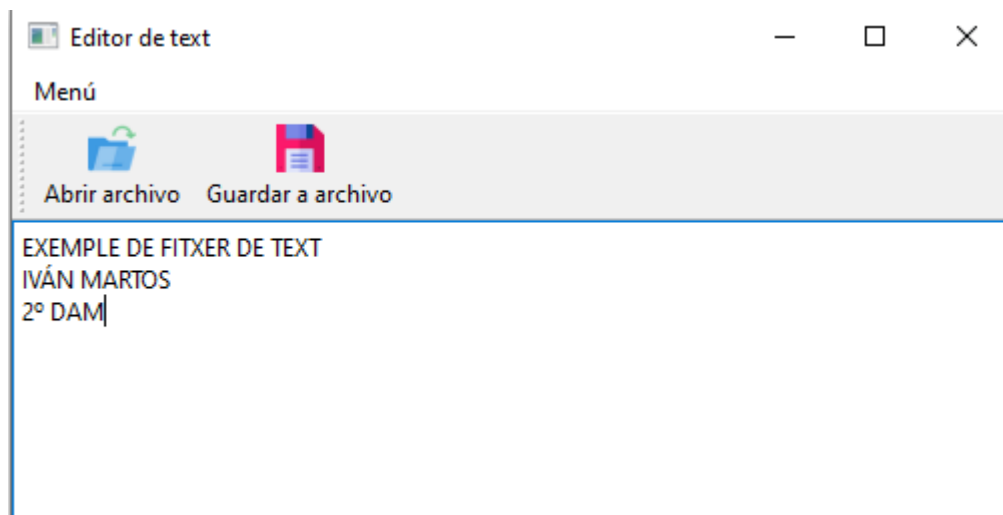 Editor de text
Menú
Abrir archivo Guardar a archivo
EXEMPLE DE FITXER DE TEXT
IVÁN MARTOS
2º DAM